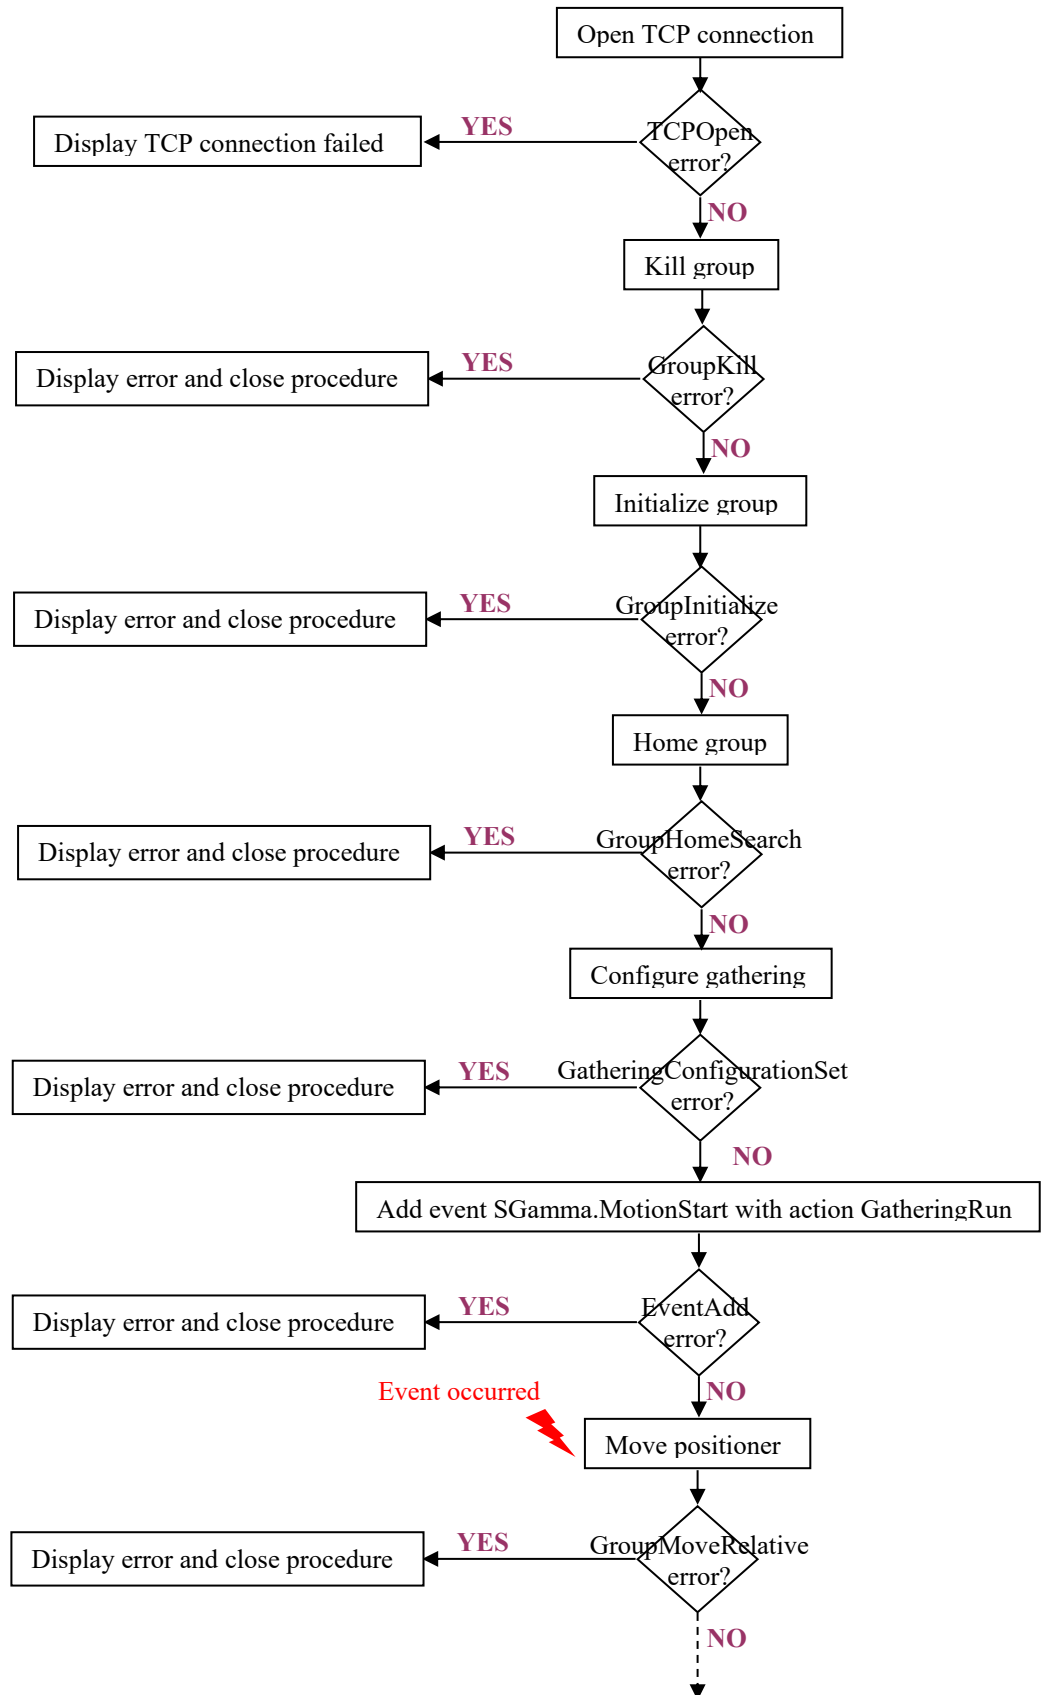 Open TCP connection
TCPOpen
error?
YES
Display TCP connection failed
NO
Kill group
GroupKill
error?
YES
Display error and close procedure
NO
Initialize group
GroupInitialize
error?
YES
Display error and close procedure
NO
Home group
GroupHomeSearch
error?
YES
Display error and close procedure
NO
Configure gathering
GatheringConfigurationSet
error?
YES
Display error and close procedure
NO
Add event SGamma.MotionStart with action GatheringRun
EventAdd
error?
YES
Display error and close procedure
NO
Event occurred
Move positioner
GroupMoveRelative
error?
YES
Display error and close procedure
NO